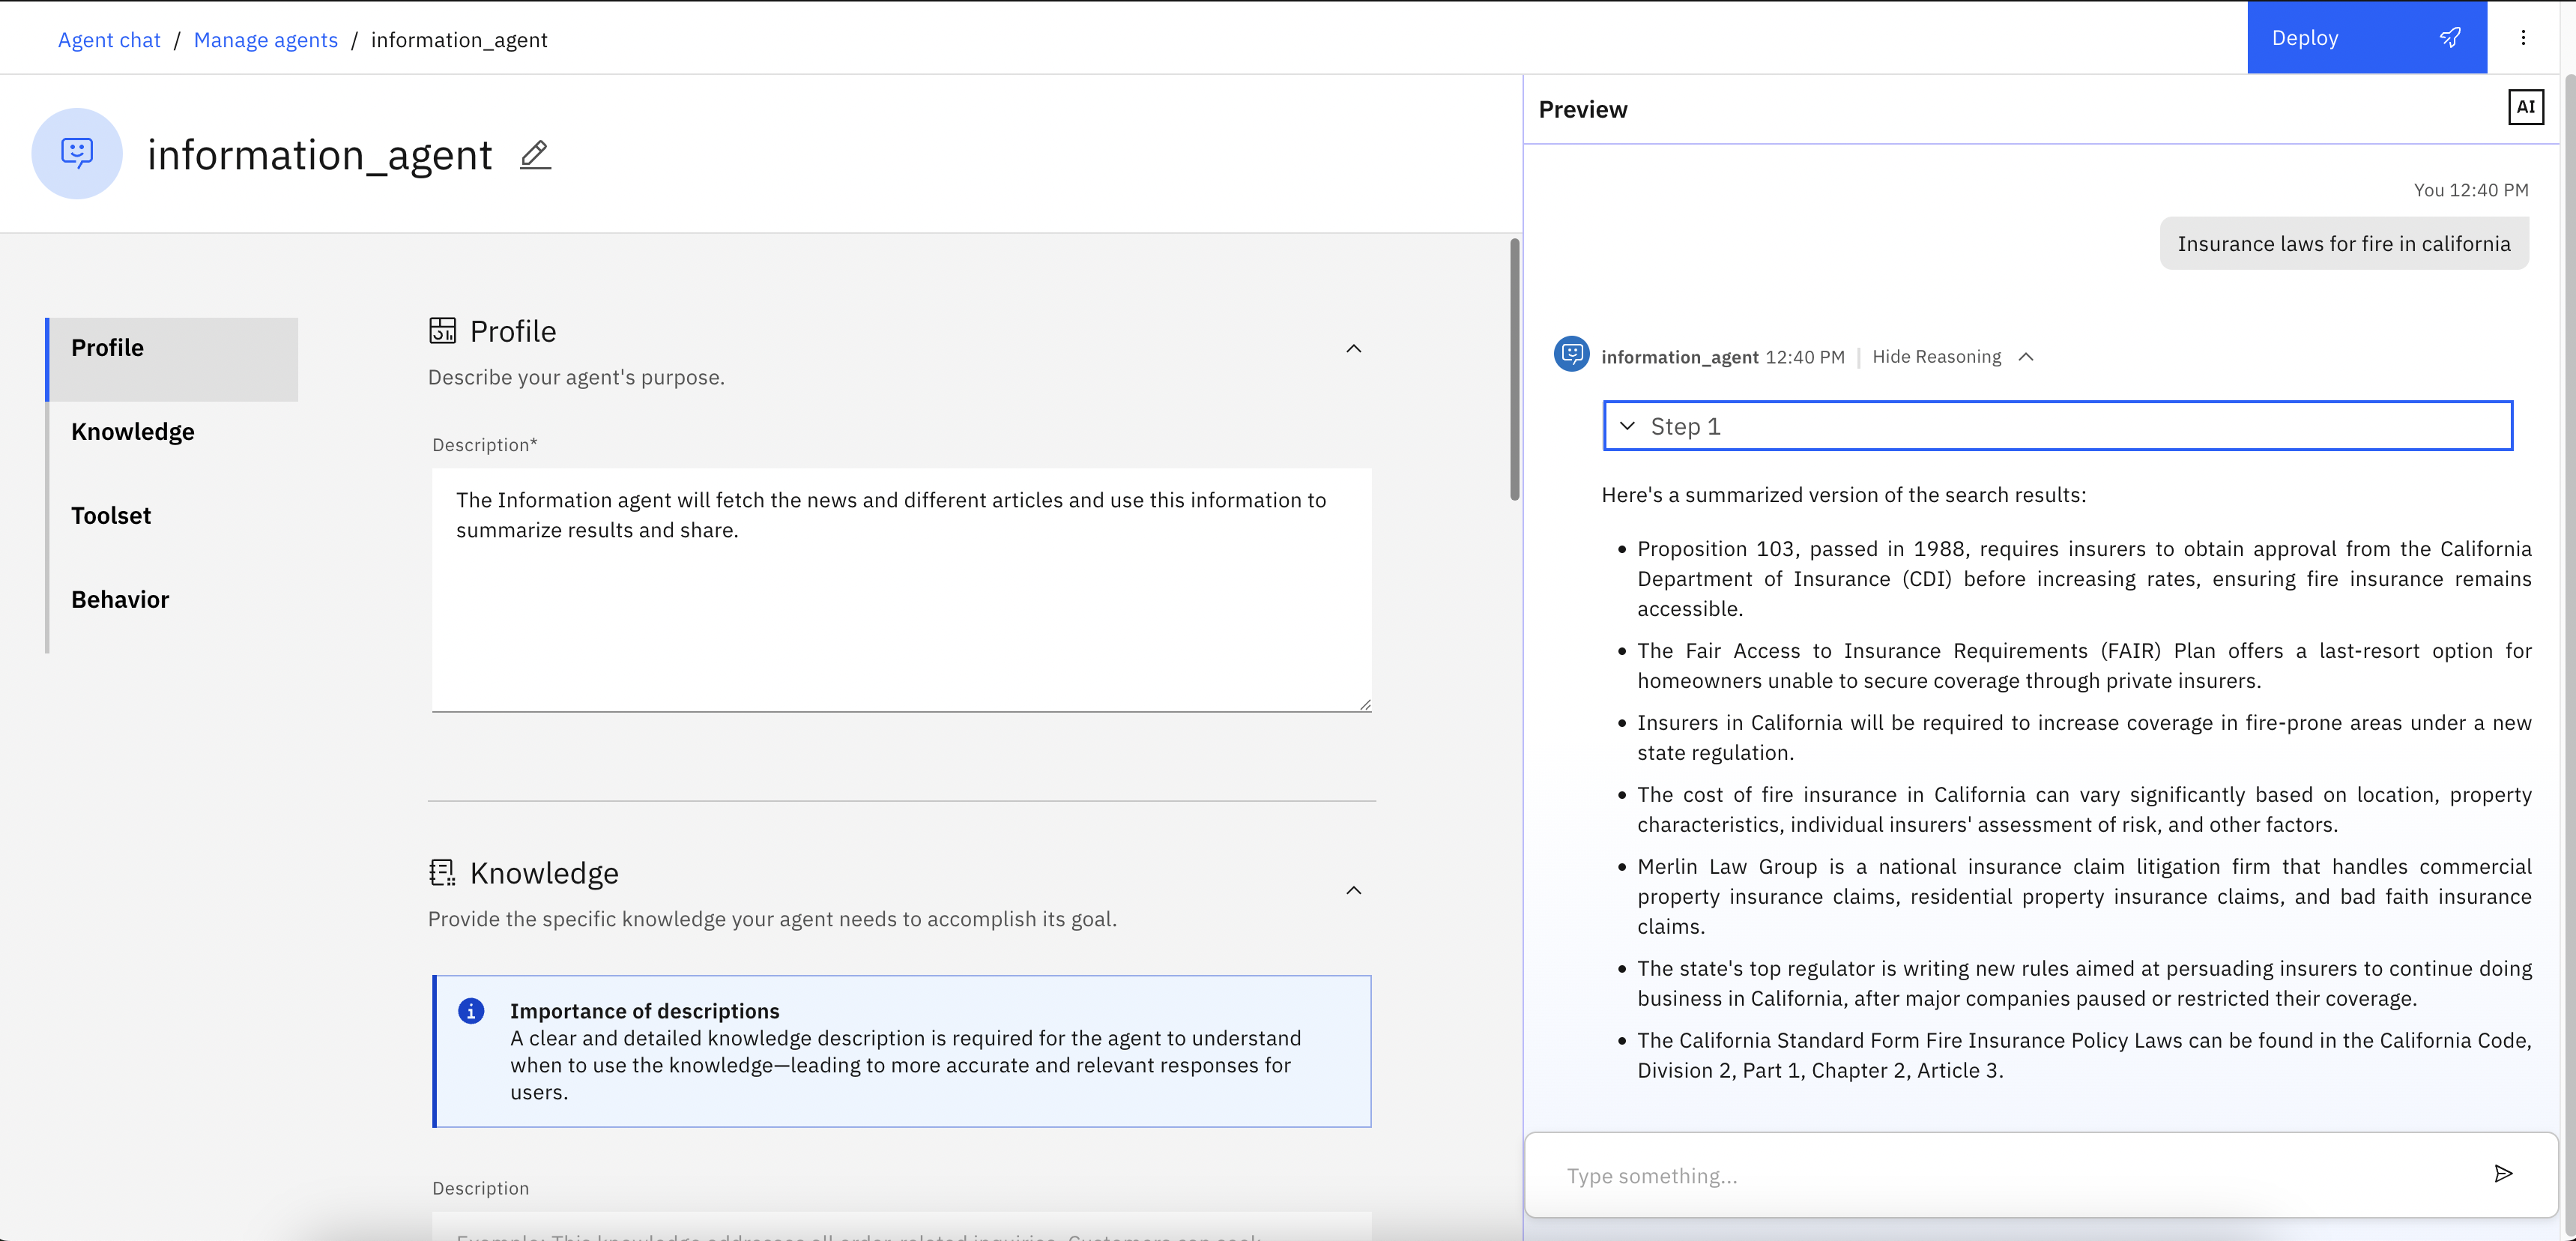 Agent chat / Manage agents / information_agent
Deploy
information_agent
Profile
Knowledge
Toolset
Behavior
Profile
Describe your agent's purpose.
Description*
The Information agent will fetch the news and different articles and use this information to
summarize results and share.
Knowledge
Provide the specific knowledge your agent needs to accomplish its goal.
Importance of descriptions
A clear and detailed knowledge description is required for the agent to understand
when to use the knowledge—leading to more accurate and relevant responses for
users.
Description
Example: This knowledge addresses all order-related inquiries. Customers can seek
Preview
AI
You 12:40 PM
Insurance laws for fire in california
information_agent 12:40 PM | Hide Reasoning
Step 1
Here's a summarized version of the search results:
• Proposition 103, passed in 1988, requires insurers to obtain approval from the California
Department of Insurance (CDI) before increasing rates, ensuring fire insurance remains
accessible.
• The Fair Access to Insurance Requirements (FAIR) Plan offers a last-resort option for
homeowners unable to secure coverage through private insurers.
• Insurers in California will be required to increase coverage in fire-prone areas under a new
state regulation.
• The cost of fire insurance in California can vary significantly based on location, property
characteristics, individual insurers' assessment of risk, and other factors.
• Merlin Law Group is a national insurance claim litigation firm that handles commercial
property insurance claims, residential property insurance claims, and bad faith insurance
claims.
• The state's top regulator is writing new rules aimed at persuading insurers to continue doing
business in California, after major companies paused or restricted their coverage.
• The California Standard Form Fire Insurance Policy Laws can be found in the California Code,
Division 2, Part 1, Chapter 2, Article 3.
Type something...